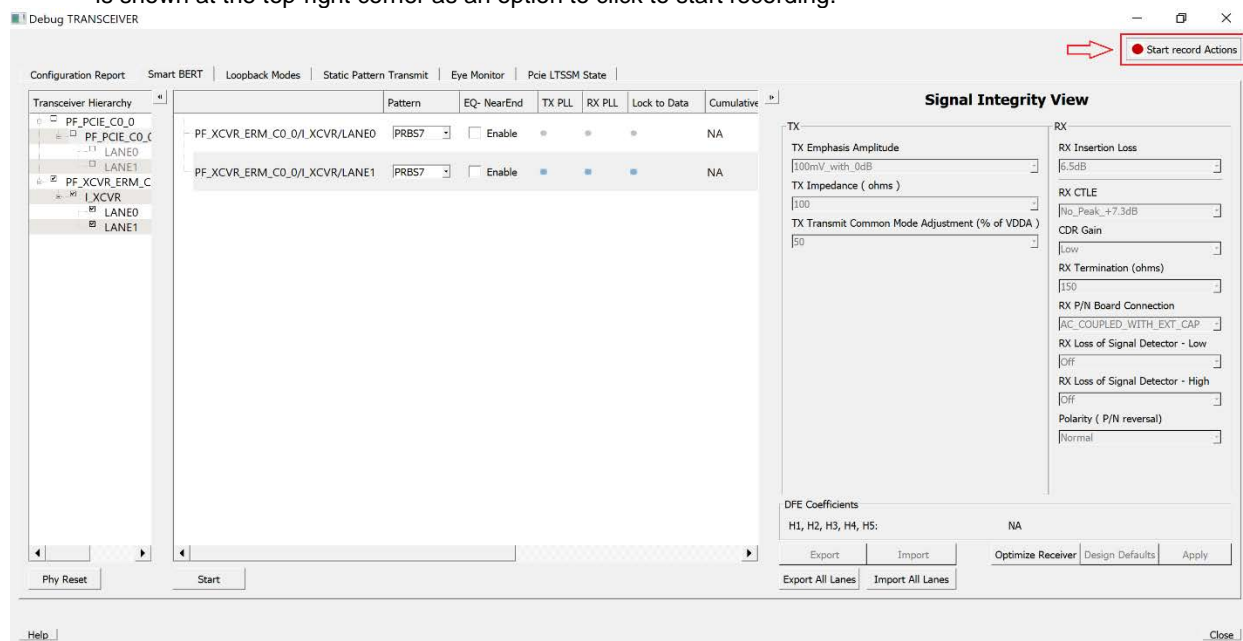 is shown at the top right corner as an option to click to start recording.
Debug TRANSCEIVER
Start record Actions
Configuration Report Smart BERT Loopback Modes Static Pattern Transmit Eye Monitor Pcie LTSSM State
Transceiver Hierarchy
PF_PCIE_C0_0
PF_PCIE_C0_0
LANE0
LANE1
PF_XCVR_ERM_C
I_XCVR
LANE0
LANE1
Pattern EQ- NearEnd TX PLL RX PLL Lock to Data Cumulative
PF_XCVR_ERM_C0_0/I_XCVR/LANE0 PRBS7 Enable NA
PF_XCVR_ERM_C0_0/I_XCVR/LANE1 PRBS7 Enable NA
Signal Integrity View
TX
TX Emphasis Amplitude
100mV_with_0dB
TX Impedance ( ohms )
100
TX Transmit Common Mode Adjustment (% of VDDA )
50
RX
RX Insertion Loss
6.5dB
RX CTLE
No_Peak_+7.3dB
CDR Gain
Low
RX Termination (ohms)
150
RX P/N Board Connection
AC_COUPLED_WITH_EXT_CAP
RX Loss of Signal Detector - Low
Off
RX Loss of Signal Detector - High
Off
Polarity ( P/N reversal)
Normal
DFE Coefficients
H1, H2, H3, H4, H5: NA
Export Import Optimize Receiver Design Defaults Apply
Export All Lanes Import All Lanes
Phy Reset Start
Help Close